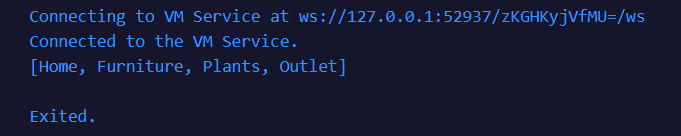 Connecting to VM Service at ws://127.0.0.1:52937/zKGHKyjVfMU=/ws
Connected to the VM Service.
[Home, Furniture, Plants, Outlet]
Exited.